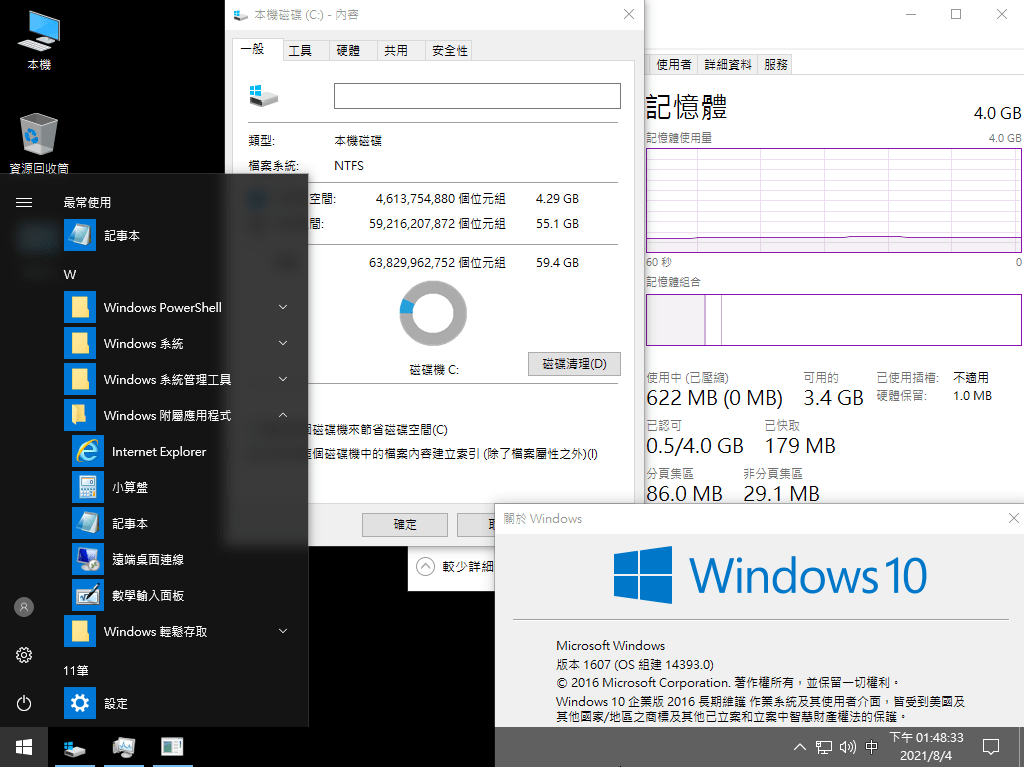 本機
資源回收筒
本機磁碟 (C:) - 內容
一般
工具
硬體
共用
安全性
類型:
本機磁碟
檔案系統:
NTFS
空間:
4,613,754,880 個位元組
4.29 GB
間:
59,216,207,872 個位元組
55.1 GB
63,829,962,752 個位元組
59.4 GB
磁碟機 C:
磁碟清理(D)
個磁碟機來節省磁碟空間(C)
這個磁碟機中的檔案內容建立索引 (除了檔案屬性之外)(I)
確定
較少詳細
使用者
詳細資料
服務
記憶體
4.0 GB
記憶體使用量
4.0 GB
60 秒
0
記憶體組合
使用中 (已壓縮)
622 MB (0 MB)
可用的
3.4 GB
已使用插槽:
不適用
硬體保留:
1.0 MB
已認可
0.5/4.0 GB
已快取
179 MB
分頁集區
86.0 MB
非分頁集區
29.1 MB
最常使用
記事本
W
Windows PowerShell
Windows 系統
Windows 系統管理工具
Windows 附屬應用程式
Internet Explorer
小算盤
記事本
遠端桌面連線
數學輸入面板
Windows 輕鬆存取
11筆
設定
關於 Windows
Windows 10
Microsoft Windows
版本 1607 (OS 組建 14393.0)
© 2016 Microsoft Corporation. 著作權所有，並保留一切權利。
Windows 10 企業版 2016 長期維護 作業系統及其使用者介面，皆受到美國及
其他國家/地區之商標及其他已立案和立案中智慧財產權法的保護。
中
下午 01:48:33
2021/8/4